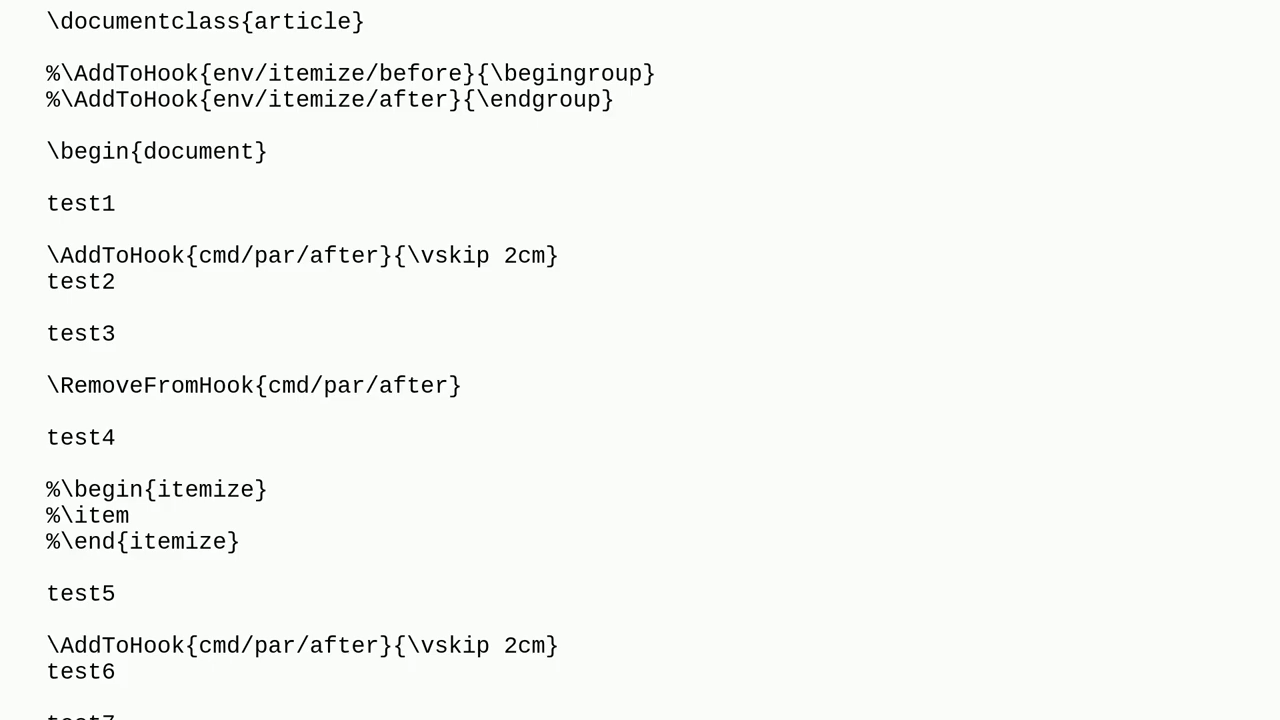 \documentclass{article}

%\AddToHook{env/itemize/before}{\begingroup}
%\AddToHook{env/itemize/after}{\endgroup}

\begin{document}

test1

\AddToHook{cmd/par/after}{\vskip 2cm}
test2

test3

\RemoveFromHook{cmd/par/after}

test4

%\begin{itemize}
%\item
%\end{itemize}

test5

\AddToHook{cmd/par/after}{\vskip 2cm}
test6

test7